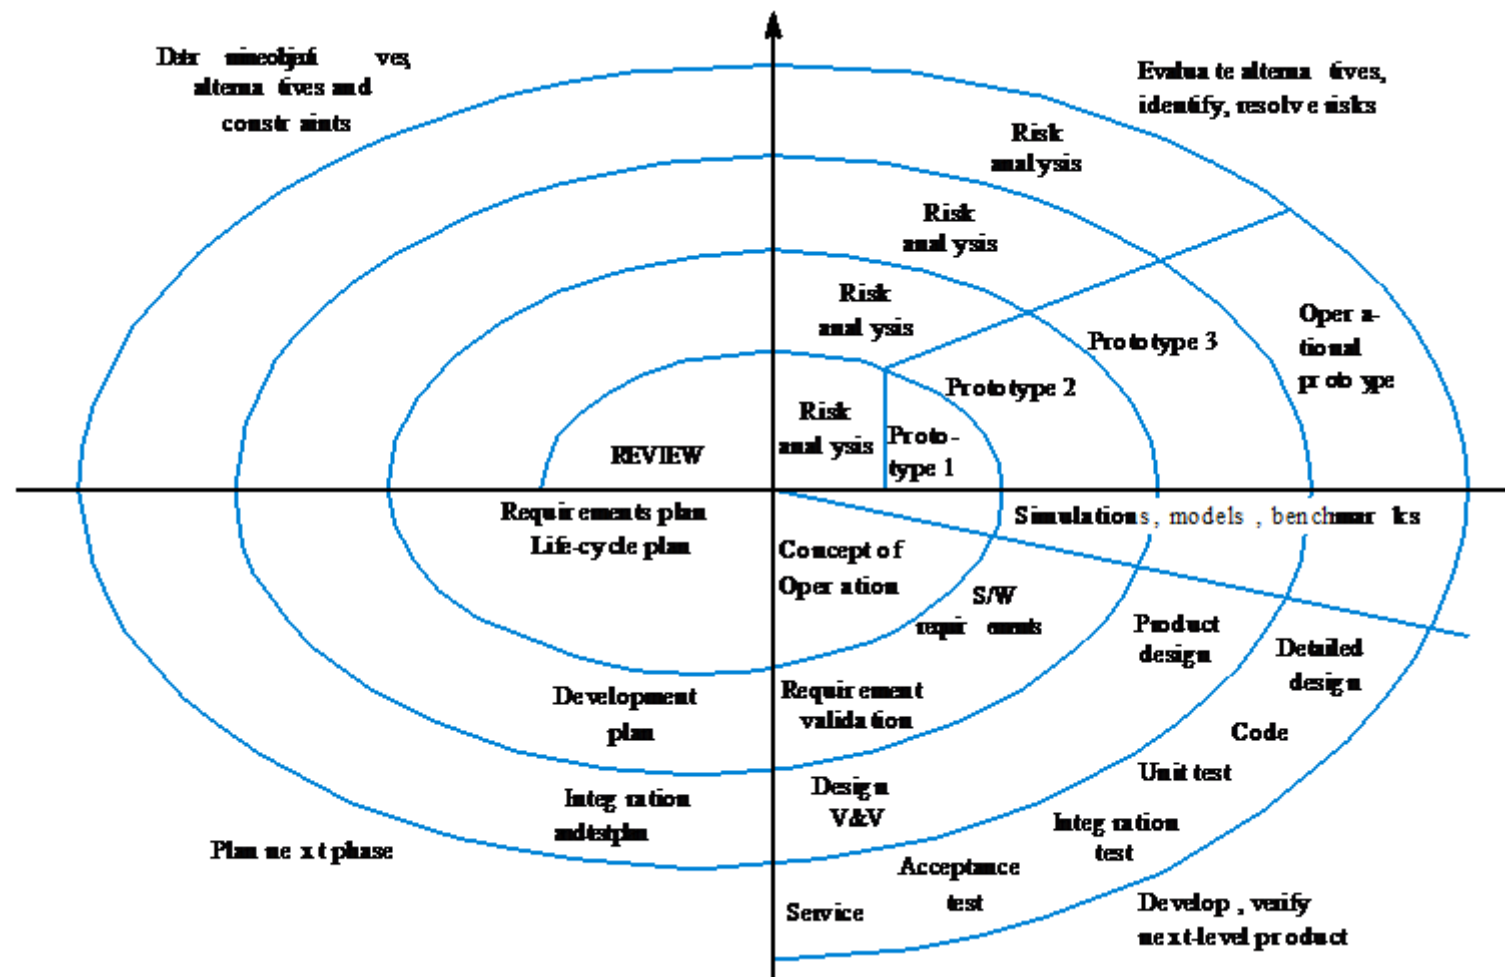 Determine objectives,
alternatives and
constraints
Evaluate alternatives,
identify, resolve risks
Risk
analysis
Risk
analysis
Risk
analysis
Risk
analysis
Proto-
type 1
Prototype 2
Prototype 3
Opera-
tional
prototype
REVIEW
Requirements plan
Life-cycle plan
Simulations, models, benchmarks
Concept of
Operation
S/W
requirements
Product
design
Detailed
design
Development
plan
Requirement
validation
Code
Unit test
Integration
and test plan
Design
V&V
Integration
test
Plan next phase
Acceptance
test
Service
Develop, verify
next-level product